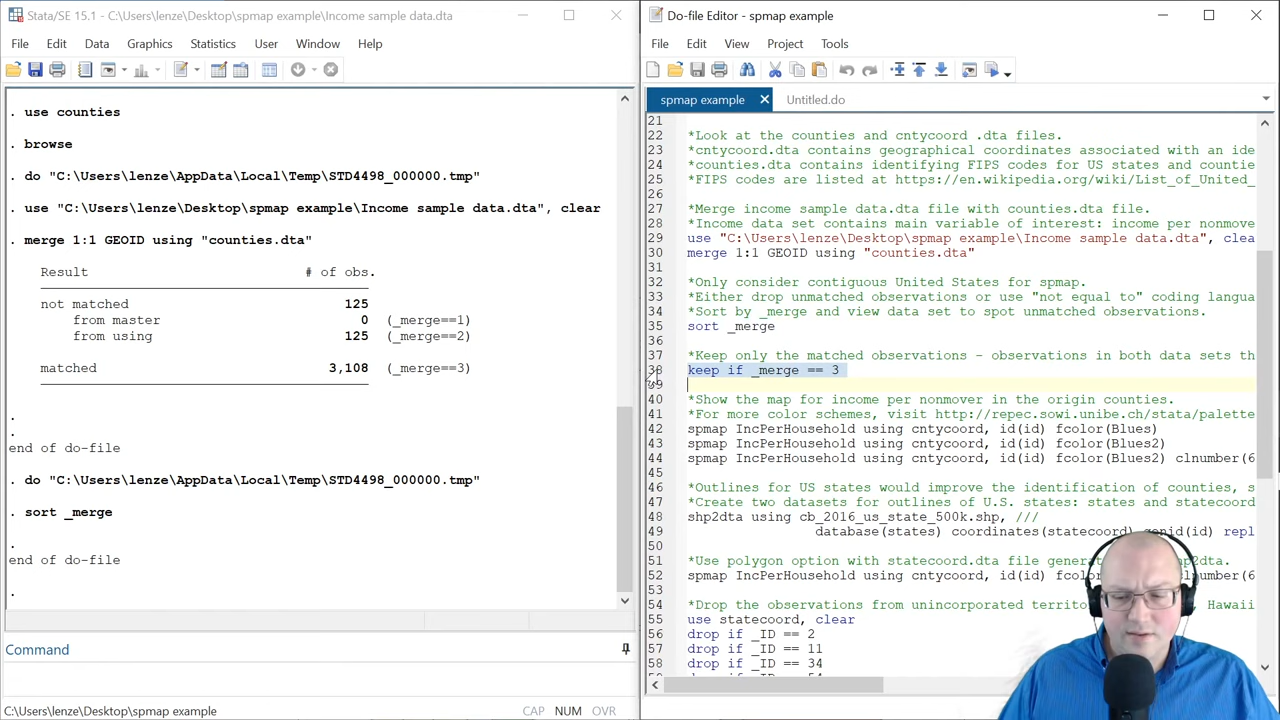 Stata/SE 15.1 - C:\Users\lenze\Desktop\spmap example\Income sample data.dta
File Edit Data Graphics Statistics User Window Help
. use counties
. browse
. do "C:\Users\lenze\AppData\Local\Temp\STD4498_000000.tmp"
. use "C:\Users\lenze\Desktop\spmap example\Income sample data.dta", clear
. merge 1:1 GEOID using "counties.dta"
Result # of obs.
not matched 125
from master 0 (_merge==1)
from using 125 (_merge==2)
matched 3,108 (_merge==3)
.
.
end of do-file
. do "C:\Users\lenze\AppData\Local\Temp\STD4498_000000.tmp"
. sort _merge
.
end of do-file
.
Command
C:\Users\lenze\Desktop\spmap example CAP NUM OVR
Do-file Editor - spmap example
File Edit View Project Tools
spmap example Untitled.do
21
22 *Look at the counties and cntycoord .dta files.
23 *cntycoord.dta contains geographical coordinates associated with an ide
24 *counties.dta contains identifying FIPS codes for US states and countie
25 *FIPS codes are listed at https://en.wikipedia.org/wiki/List_of_United_
26
27 *Merge income sample data.dta file with counties.dta file.
28 *Income data set contains main variable of interest: income per nonmove
29 use "C:\Users\lenze\Desktop\spmap example\Income sample data.dta", clea
30 merge 1:1 GEOID using "counties.dta"
31
32 *Only consider contiguous United States for spmap.
33 *Either drop unmatched observations or use "not equal to" coding langua
34 *Sort by _merge and view data set to spot unmatched observations.
35 sort _merge
36
37 *Keep only the matched observations - observations in both data sets th
38 keep if _merge == 3
39
40 *Show the map for income per nonmover in the origin counties.
41 *For more color schemes, visit http://repec.sowi.unibe.ch/stata/palette
42 spmap IncPerHousehold using cntycoord, id(id) fcolor(Blues)
43 spmap IncPerHousehold using cntycoord, id(id) fcolor(Blues2)
44 spmap IncPerHousehold using cntycoord, id(id) fcolor(Blues2) clnumber(6
45
46 *Outlines for US states would improve the identification of counties, s
47 *Create two datasets for outlines of U.S. states: states and statecoord
48 shp2dta using cb_2016_us_state_500k.shp, ///
49 database(states) coordinates(statecoord) genid(id) repl
50
51 *Use polygon option with statecoord.dta file gener p2dta.
52 spmap IncPerHousehold using cntycoord, id(id) fco clnumber(6
53
54 *Drop the observations from unincorporated territo , Hawaii
55 use statecoord, clear
56 drop if _ID == 2
57 drop if _ID == 11
58 drop if _ID == 34